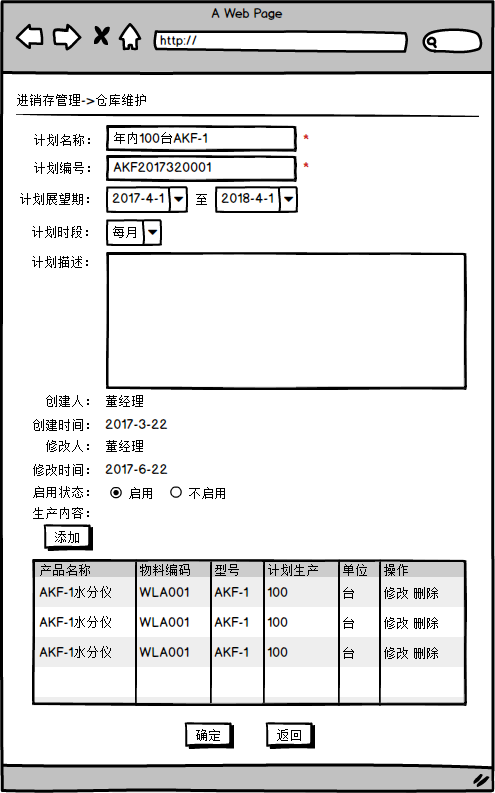 A Web Page
http://
进销存管理->仓库维护
计划名称： 年内100台AKF-1 *
计划编号： AKF2017320001 *
计划展望期： 2017-4-1 至 2018-4-1
计划时段： 每月
计划描述：
创建人： 董经理
创建时间： 2017-3-22
修改人： 董经理
修改时间： 2017-6-22
启用状态： 启用 不启用
生产内容：
添加
产品名称 物料编码 型号 计划生产 单位 操作
AKF-1水分仪 WLA001 AKF-1 100 台 修改 删除
AKF-1水分仪 WLA001 AKF-1 100 台 修改 删除
AKF-1水分仪 WLA001 AKF-1 100 台 修改 删除
确定 返回